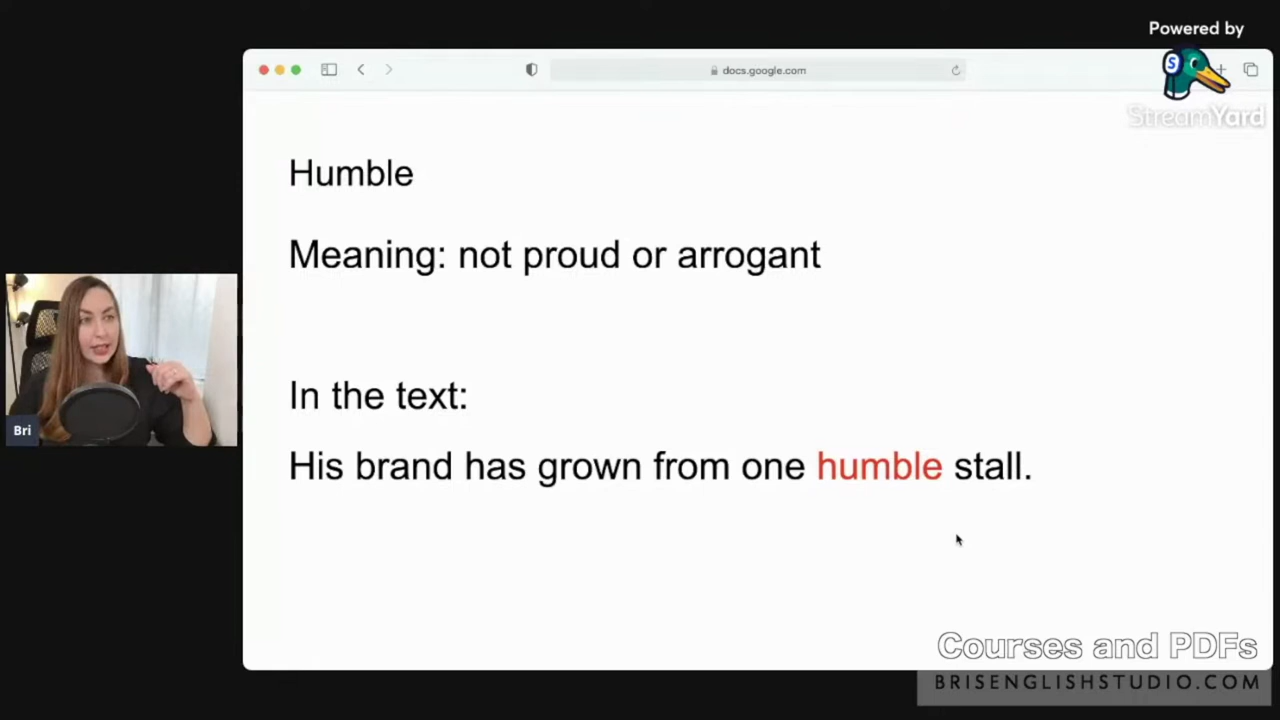 Powered by
StreamYard
docs.google.com
Humble
Meaning: not proud or arrogant
In the text:
His brand has grown from one humble stall.
Bri
Courses and PDFs
BRISENGLISHSTUDIO.COM